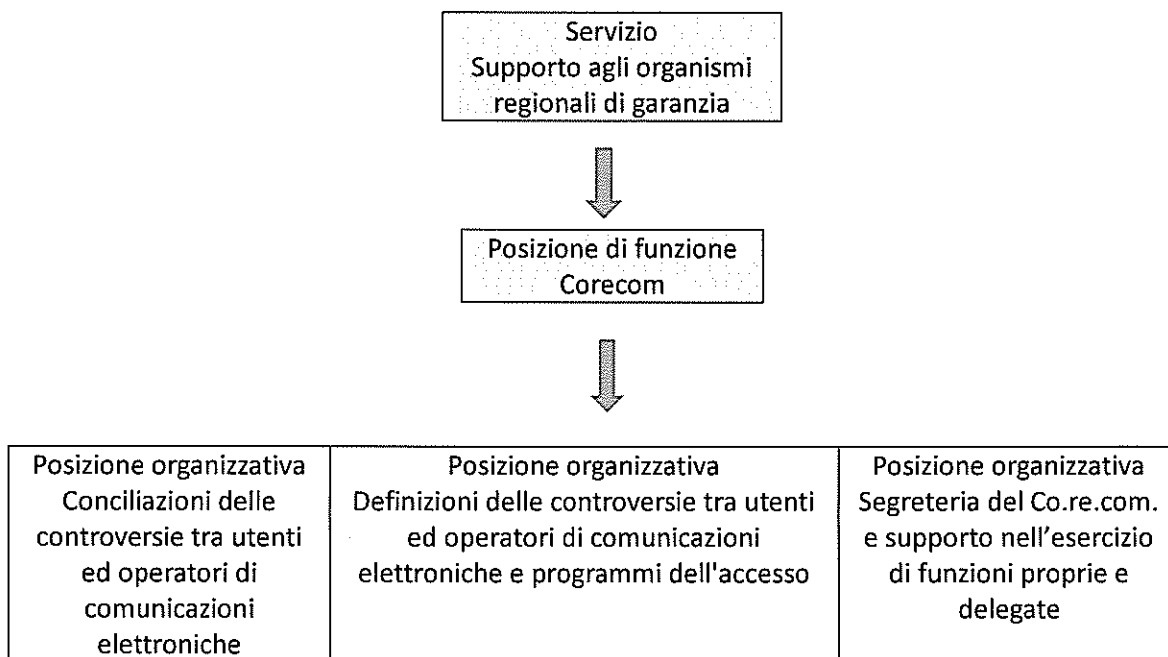 Servizio
Supporto agli organismi
regionali di garanzia
Posizione di funzione
Corecom
Posizione organizzativa
Conciliazioni delle
controversie tra utenti
ed operatori di
comunicazioni
elettroniche
Posizione organizzativa
Definizioni delle controversie tra utenti
ed operatori di comunicazioni
elettroniche e programmi dell'accesso
Posizione organizzativa
Segreteria del Co.re.com.
e supporto nell’esercizio
di funzioni proprie e
delegate